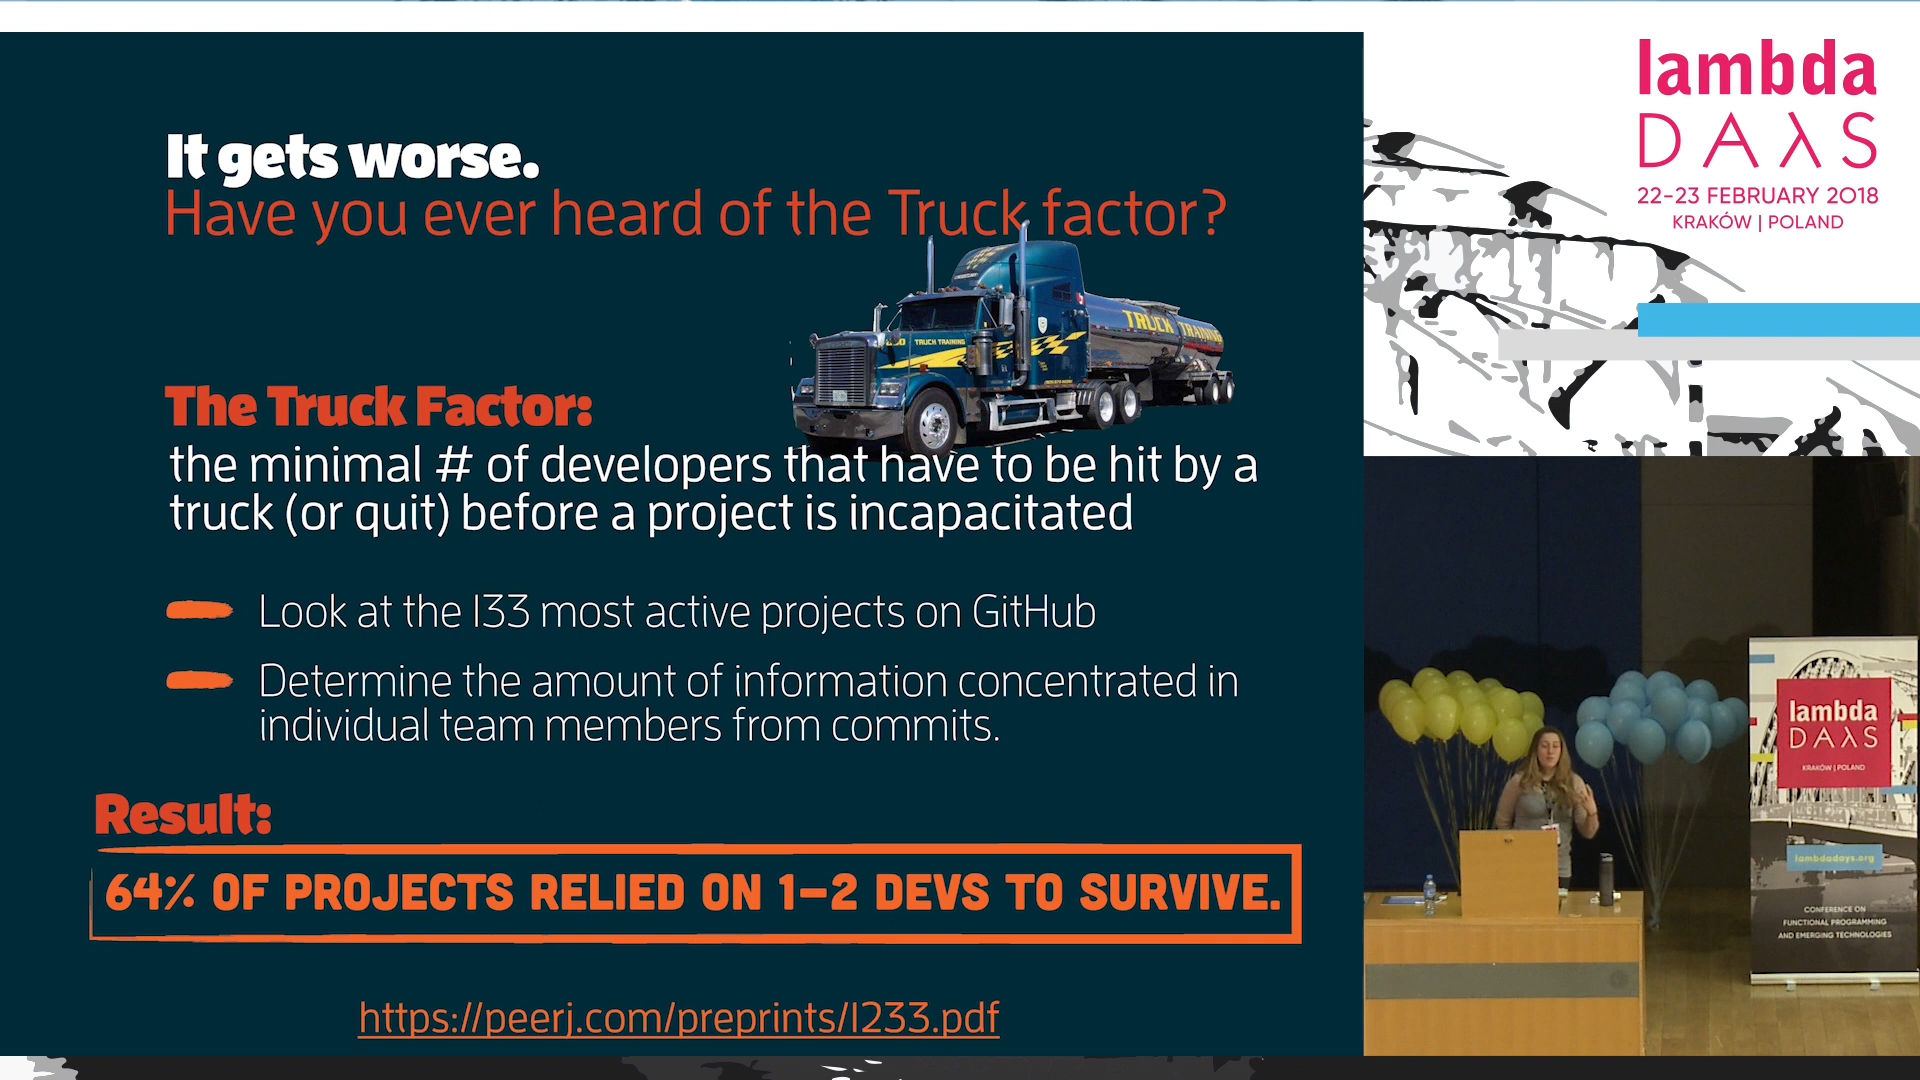 It gets worse.
Have you ever heard of the Truck factor?
TRUCK TRAINING
TRUCK TRAINING
The Truck Factor:
the minimal # of developers that have to be hit by a
truck (or quit) before a project is incapacitated
Look at the 133 most active projects on GitHub
Determine the amount of information concentrated in
individual team members from commits.
Result:
64% OF PROJECTS RELIED ON 1–2 DEVS TO SURVIVE.
https://peerj.com/preprints/1233.pdf
lambda
DAλS
22–23 FEBRUARY 2018
KRAKÓW | POLAND
lambda
DAλS
KRAKÓW | POLAND
lambdadays.org
CONFERENCE ON
FUNCTIONAL PROGRAMMING
AND EMERGING TECHNOLOGIES